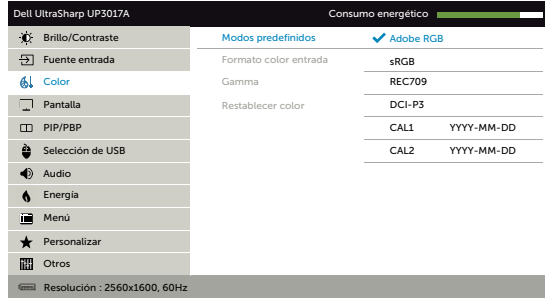 Dell UltraSharp UP3017A Consumo energético
Brillo/Contraste Modos predefinidos Adobe RGB
Fuente entrada Formato color entrada sRGB
Color Gamma REC709
Pantalla Restablecer color DCI-P3
PIP/PBP CAL1 YYYY-MM-DD
Selección de USB CAL2 YYYY-MM-DD
Audio
Energía
Menú
Personalizar
Otros
Resolución : 2560x1600, 60Hz